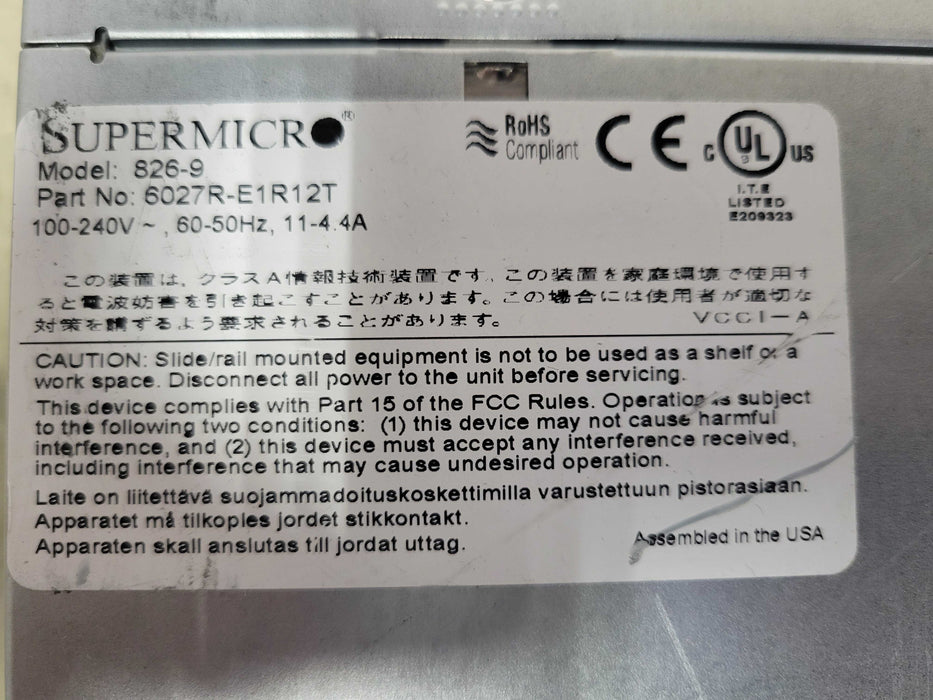 SUPERMICRO®
Model: 826-9
Part No: 6027R-E1R12T
100-240V ~ , 60-50Hz, 11-4.4A
RoHS
Compliant
CE
c UL us
I.T.E
LISTED
E209323
この装置は、クラスA情報技術装置です。この装置を家庭環境で使用す
ると電波妨害を引き起こすことがあります。この場合には使用者が適切な
対策を講ずるよう要求されることがあります。 VCCI-A
CAUTION: Slide/rail mounted equipment is not to be used as a shelf or a
work space. Disconnect all power to the unit before servicing.
This device complies with Part 15 of the FCC Rules. Operation is subject
to the following two conditions: (1) this device may not cause harmful
interference, and (2) this device must accept any interference received,
including interference that may cause undesired operation.
Laite on liitettävä suojammadoituskoskettimilla varustettuun pistorasiaan.
Apparatet må tilkoples jordet stikkontakt.
Apparaten skall anslutas till jordat uttag.
Assembled in the USA